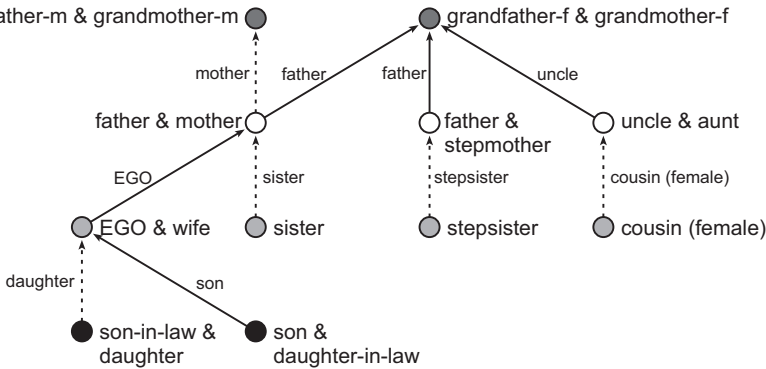 ather-m & grandmother-m
grandfather-f & grandmother-f
mother
father
father
uncle
father & mother
father &
stepmother
uncle & aunt
EGO
sister
stepsister
cousin (female)
EGO & wife
sister
stepsister
cousin (female)
daughter
son
son-in-law &
daughter
son &
daughter-in-law